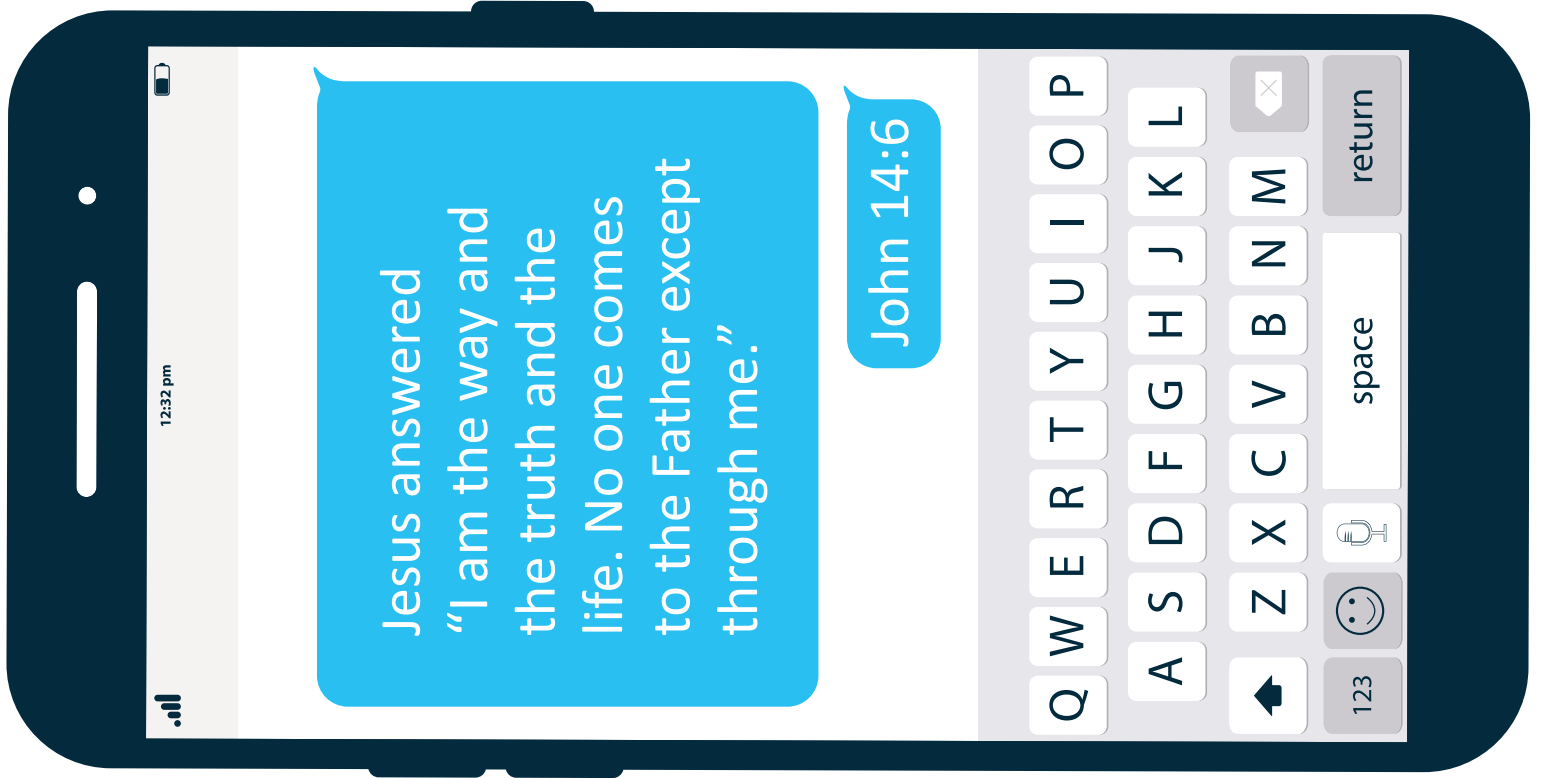 12:32 pm
Jesus answered
“I am the way and
the truth and the
life. No one comes
to the Father except
through me.”
John 14:6
Q W E R T Y U I O P
A S D F G H J K L
Z X C V B N M
123 space return